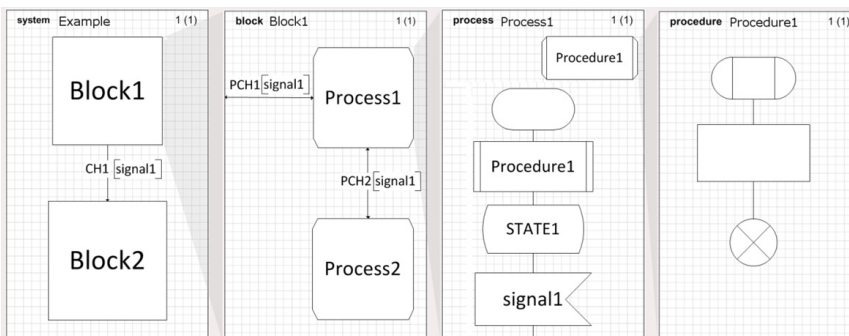 system Example 1 (1)
Block1
CH1 [signal1]
Block2
block Block1 1 (1)
PCH1 [signal1]
Process1
PCH2 [signal1]
Process2
process Process1 1 (1)
Procedure1
Procedure1
STATE1
signal1
procedure Procedure1 1 (1)